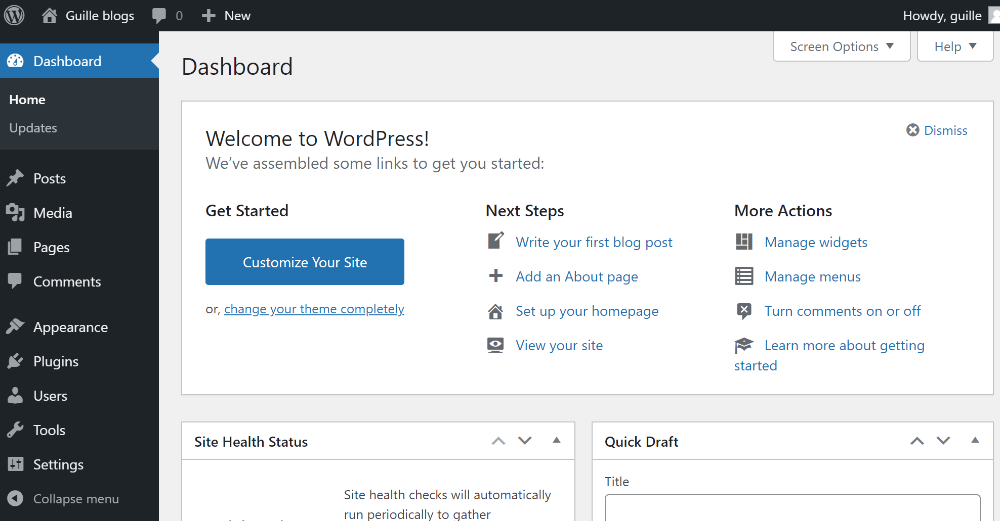 Guille blogs 0 New Howdy, guille
Screen Options Help
Dashboard
Home
Updates
Posts
Media
Pages
Comments
Appearance
Plugins
Users
Tools
Settings
Collapse menu
Dashboard
Welcome to WordPress!
Dismiss
We’ve assembled some links to get you started:
Get Started
Customize Your Site
or, change your theme completely
Next Steps
Write your first blog post
Add an About page
Set up your homepage
View your site
More Actions
Manage widgets
Manage menus
Turn comments on or off
Learn more about getting
started
Site Health Status
Site health checks will automatically
run periodically to gather
Quick Draft
Title